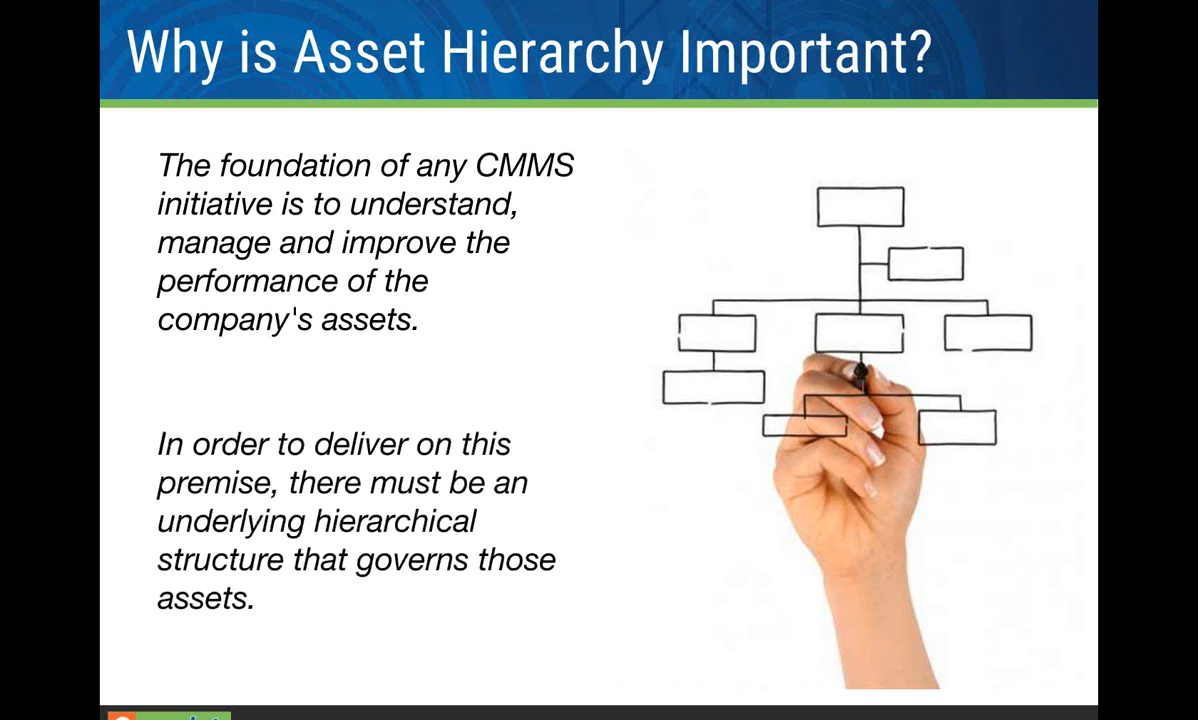 Why is Asset Hierarchy Important?
The foundation of any CMMS
initiative is to understand,
manage and improve the
performance of the
company's assets.
In order to deliver on this
premise, there must be an
underlying hierarchical
structure that governs those
assets.